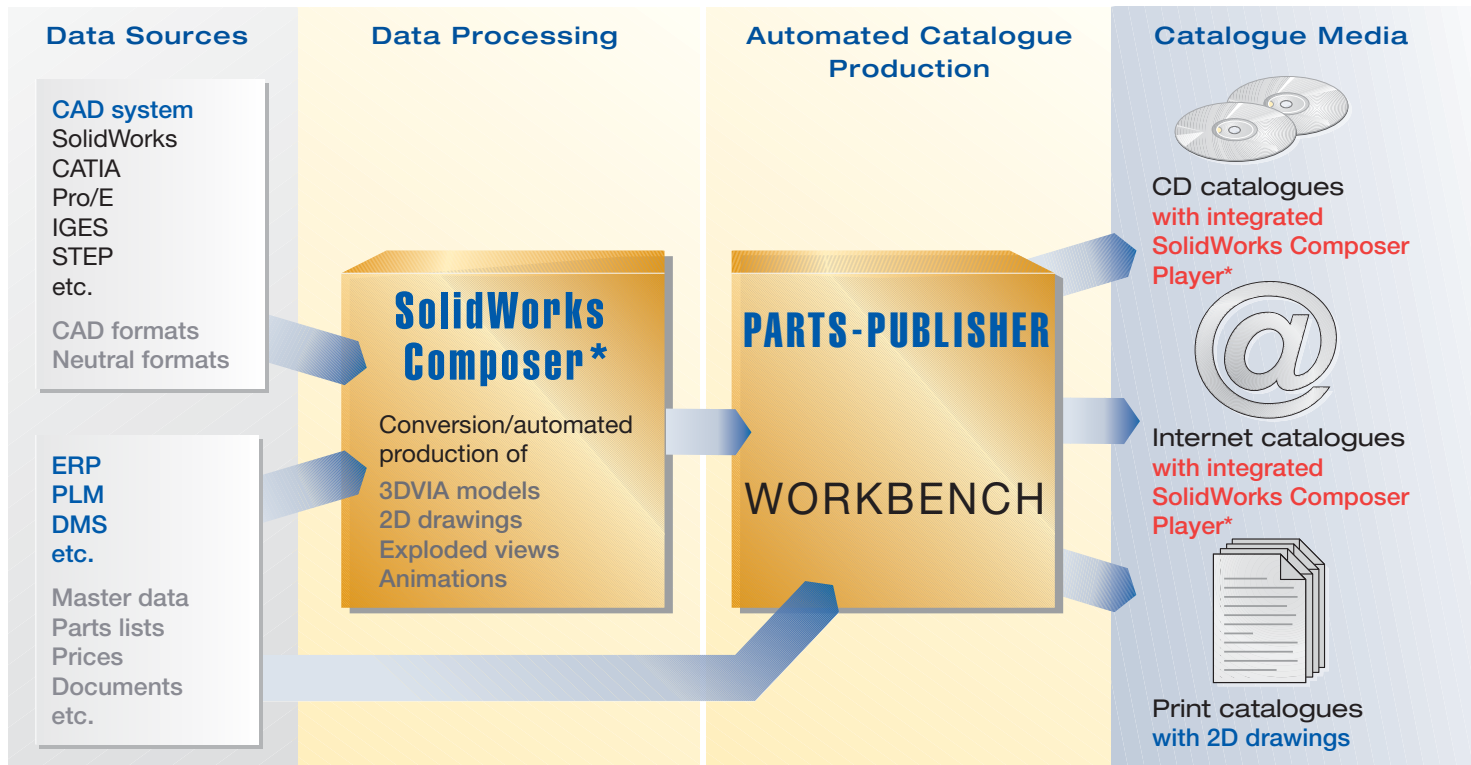 Data Sources
CAD system
SolidWorks
CATIA
Pro/E
IGES
STEP
etc.
CAD formats
Neutral formats
ERP
PLM
DMS
etc.
Master data
Parts lists
Prices
Documents
etc.
Data Processing
SolidWorks
Composer*
Conversion/automated
production of
3DVIA models
2D drawings
Exploded views
Animations
Automated Catalogue
Production
PARTS-PUBLISHER
WORKBENCH
Catalogue Media
CD catalogues
with integrated
SolidWorks Composer
Player*
@
Internet catalogues
with integrated
SolidWorks Composer
Player*
Print catalogues
with 2D drawings